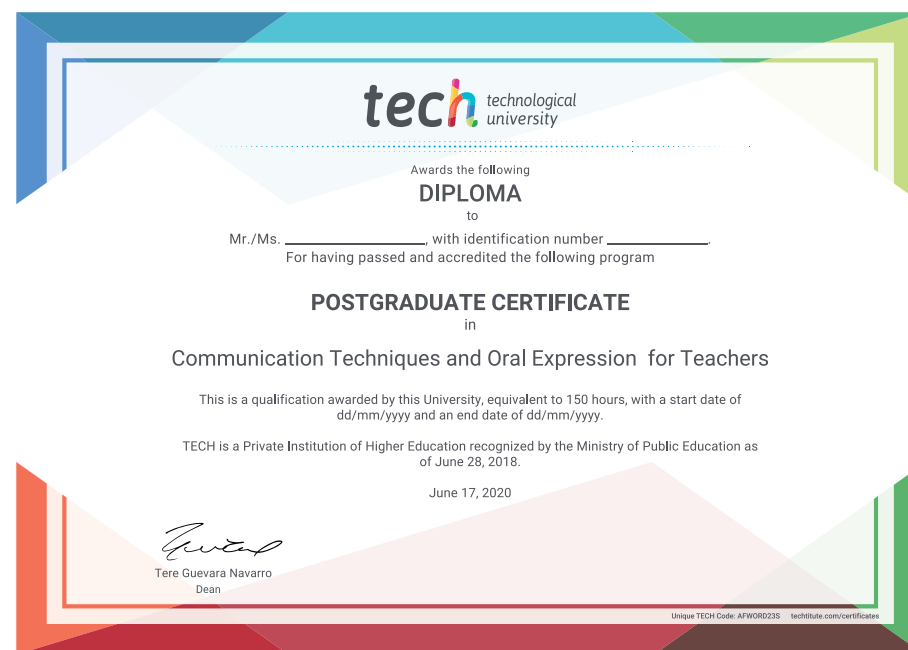 tech technological
university
Awards the following
DIPLOMA
to
Mr./Ms. ____________________, with identification number ______________.
For having passed and accredited the following program
POSTGRADUATE CERTIFICATE
in
Communication Techniques and Oral Expression for Teachers
This is a qualification awarded by this University, equivalent to 150 hours, with a start date of
dd/mm/yyyy and an end date of dd/mm/yyyy.
TECH is a Private Institution of Higher Education recognized by the Ministry of Public Education as
of June 28, 2018.
June 17, 2020
Tere Guevara Navarro
Dean
Unique TECH Code: AFWORD23S techtitute.com/certificates